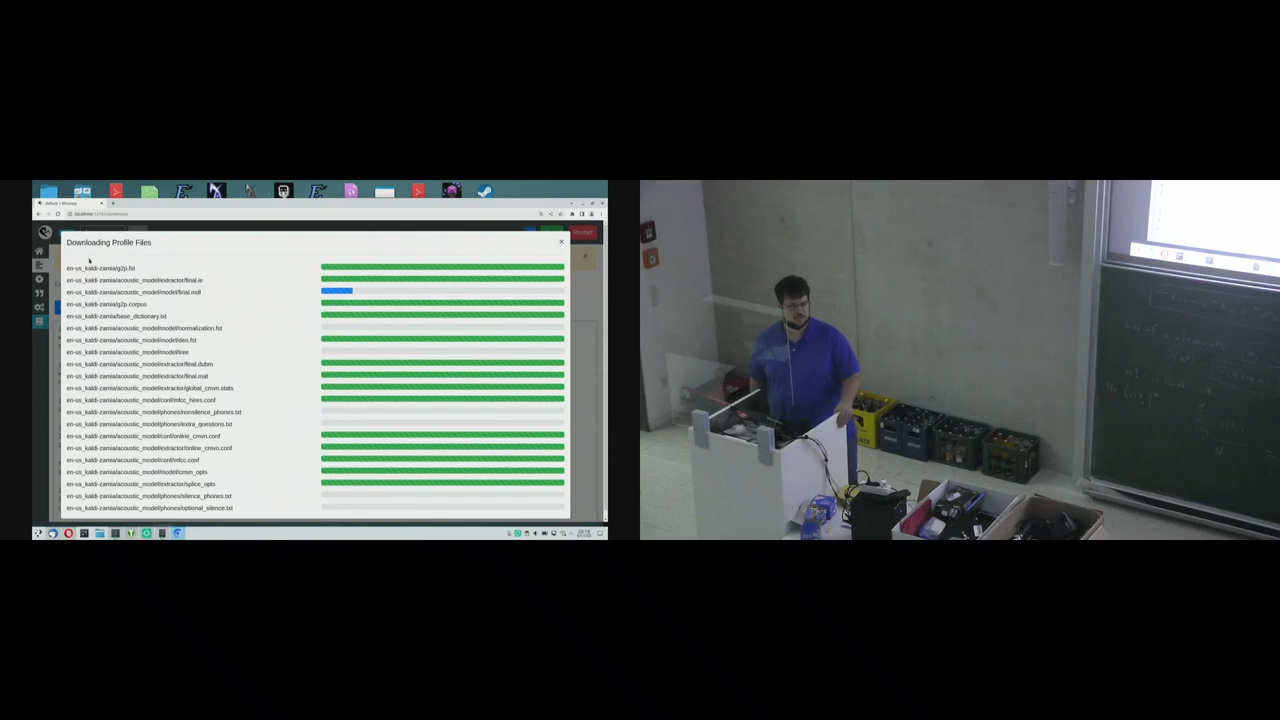 default | Rhasspy
localhost:12101/sentences
Restart
Downloading Profile Files
en-us_kaldi-zamia/g2p.fst
en-us_kaldi-zamia/acoustic_model/extractor/final.ie
en-us_kaldi-zamia/acoustic_model/model/final.mdl
en-us_kaldi-zamia/g2p.corpus
en-us_kaldi-zamia/base_dictionary.txt
en-us_kaldi-zamia/acoustic_model/model/normalization.fst
en-us_kaldi-zamia/acoustic_model/model/den.fst
en-us_kaldi-zamia/acoustic_model/model/tree
en-us_kaldi-zamia/acoustic_model/extractor/final.dubm
en-us_kaldi-zamia/acoustic_model/extractor/final.mat
en-us_kaldi-zamia/acoustic_model/extractor/global_cmvn.stats
en-us_kaldi-zamia/acoustic_model/conf/mfcc_hires.conf
en-us_kaldi-zamia/acoustic_model/phones/nonsilence_phones.txt
en-us_kaldi-zamia/acoustic_model/phones/extra_questions.txt
en-us_kaldi-zamia/acoustic_model/conf/online_cmvn.conf
en-us_kaldi-zamia/acoustic_model/extractor/online_cmvn.conf
en-us_kaldi-zamia/acoustic_model/conf/mfcc.conf
en-us_kaldi-zamia/acoustic_model/model/cmvn_opts
en-us_kaldi-zamia/acoustic_model/extractor/splice_opts
en-us_kaldi-zamia/acoustic_model/phones/silence_phones.txt
en-us_kaldi-zamia/acoustic_model/phones/optional_silence.txt